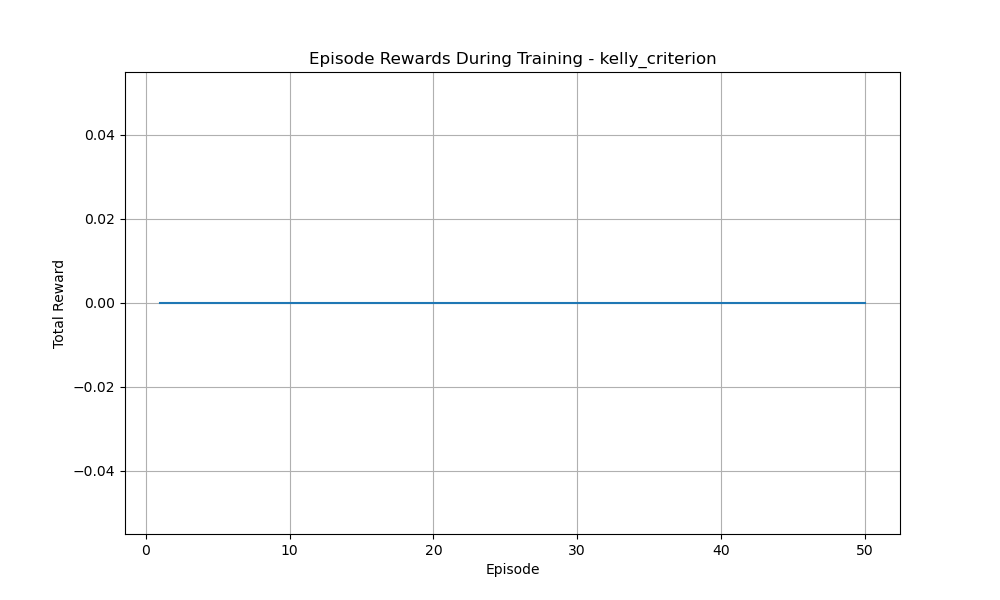 Episode Rewards During Training - kelly_criterion
Total Reward
0.04
0.02
0.00
−0.02
−0.04
0 10 20 30 40 50
Episode